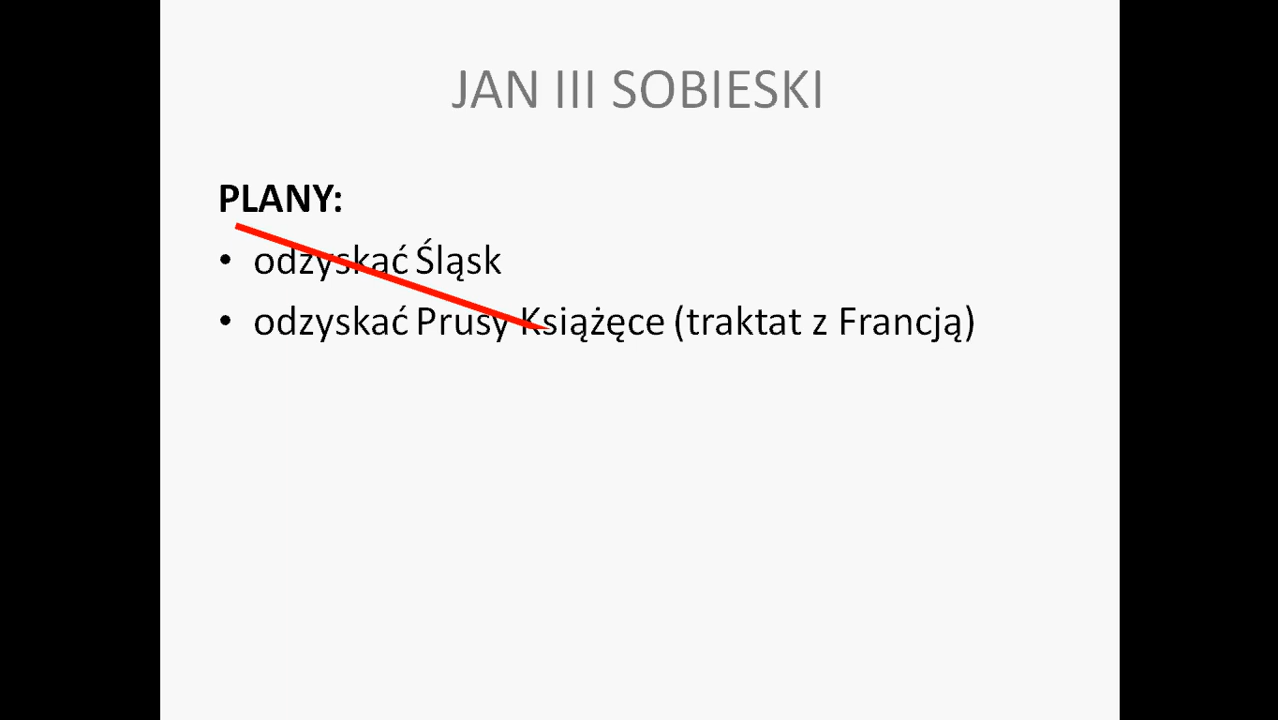 JAN III SOBIESKI
PLANY:
• odzyskać Śląsk
• odzyskać Prusy Książęce (traktat z Francją)